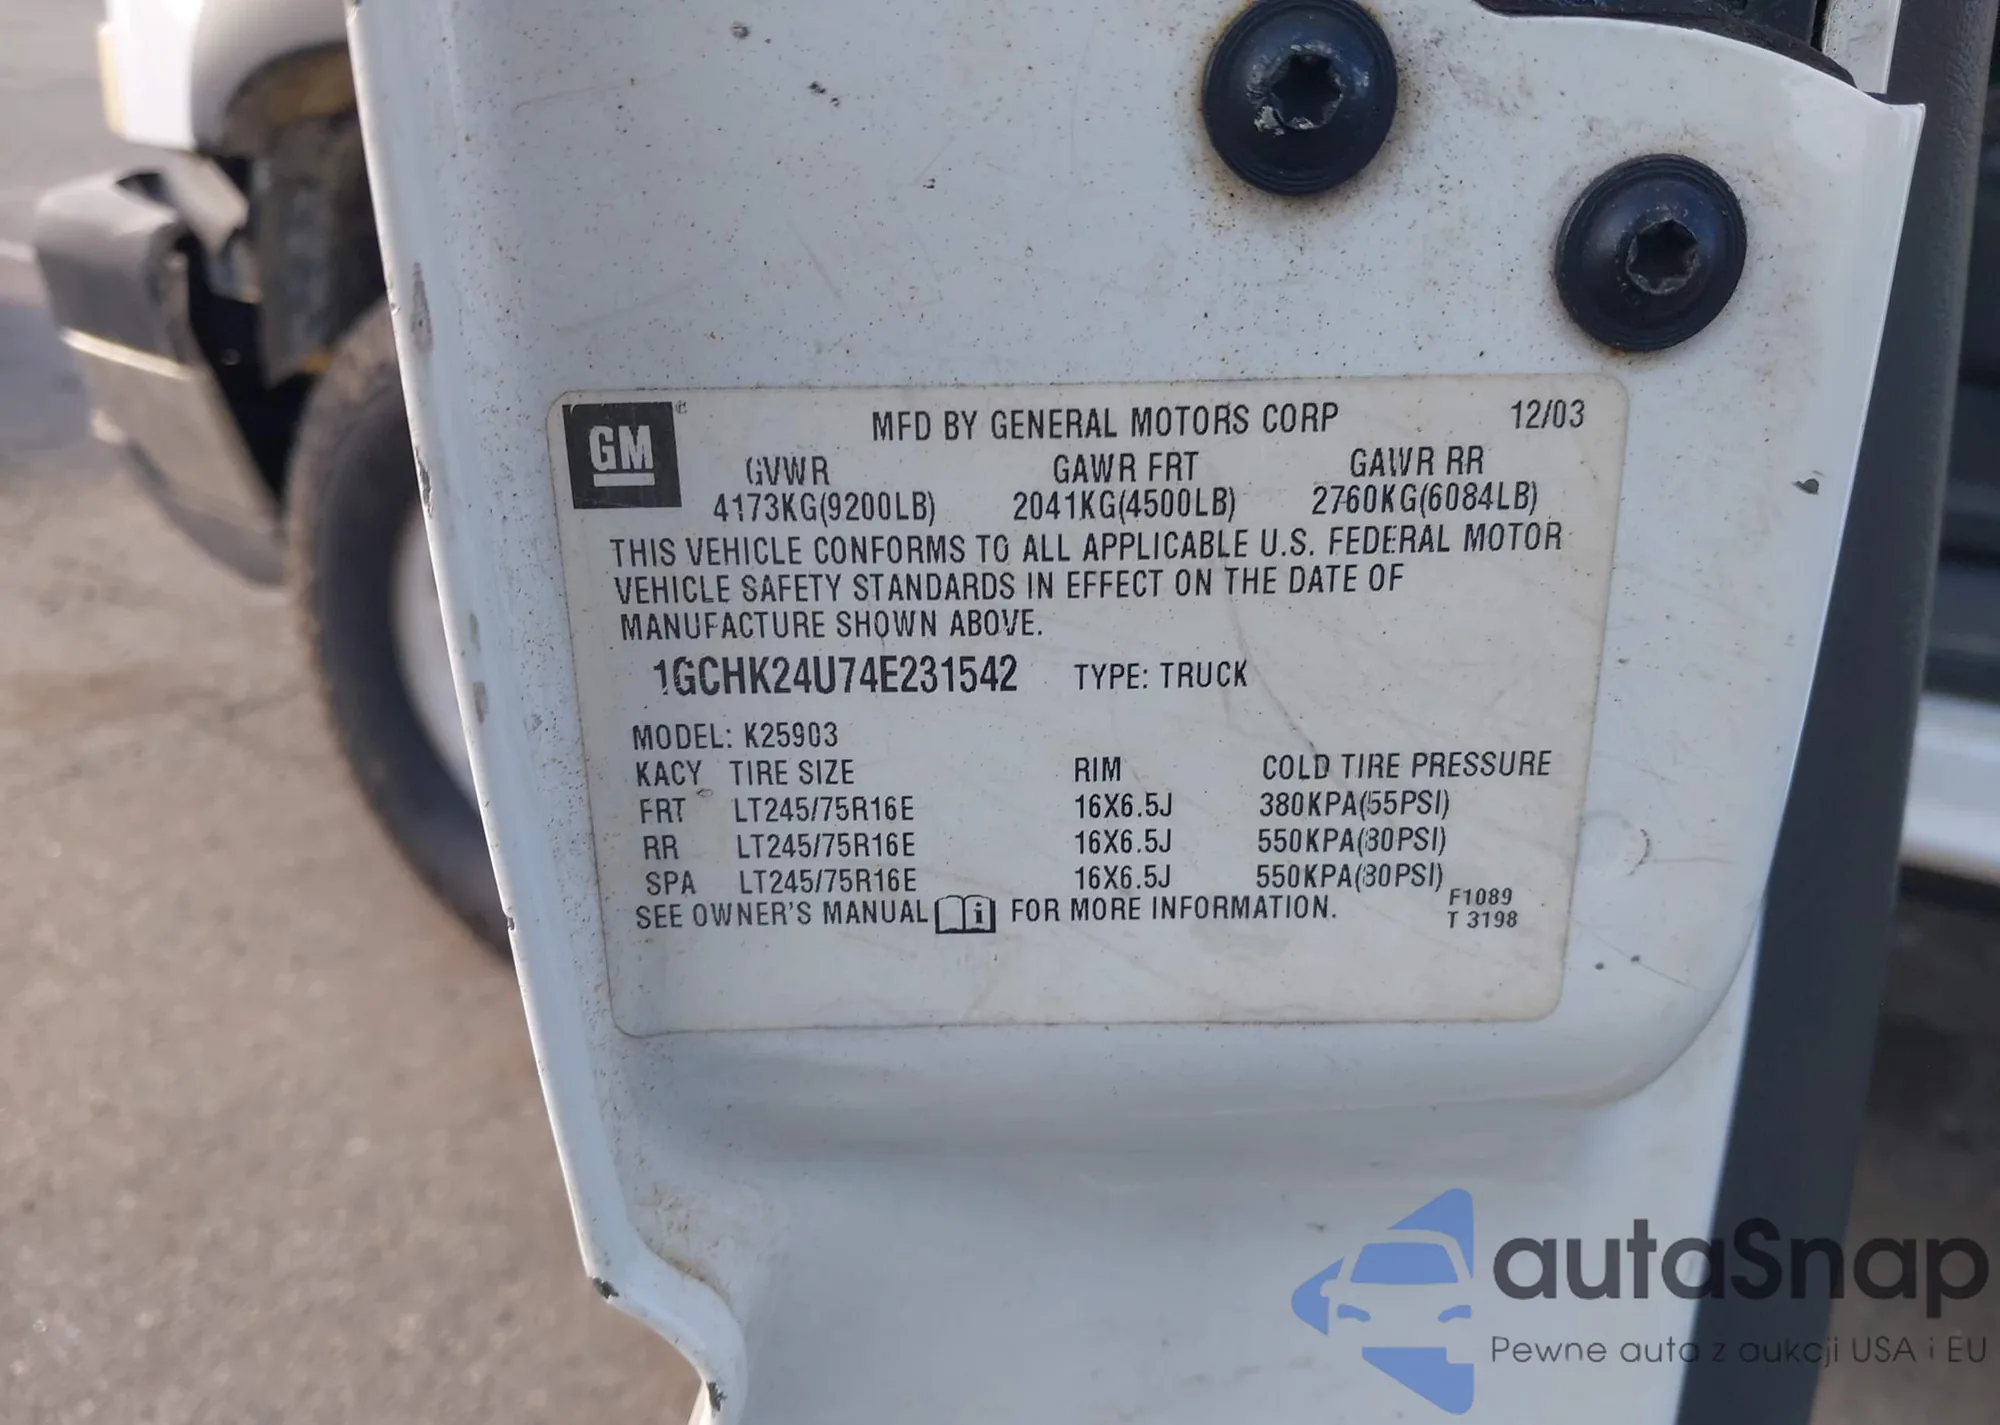 GM ®
MFD BY GENERAL MOTORS CORP 12/03
GVWR GAWR FRT GAWR RR
4173KG(9200LB) 2041KG(4500LB) 2760KG(6084LB)
THIS VEHICLE CONFORMS TO ALL APPLICABLE U.S. FEDERAL MOTOR
VEHICLE SAFETY STANDARDS IN EFFECT ON THE DATE OF
MANUFACTURE SHOWN ABOVE.
1GCHK24U74E231542 TYPE: TRUCK
MODEL: K25903
KACY TIRE SIZE RIM COLD TIRE PRESSURE
FRT LT245/75R16E 16X6.5J 380KPA(55PSI)
RR LT245/75R16E 16X6.5J 550KPA(80PSI)
SPA LT245/75R16E 16X6.5J 550KPA(80PSI)
SEE OWNER'S MANUAL i FOR MORE INFORMATION.
F1089
T 3198
autaSnap
Pewne auta z aukcji USA i EU